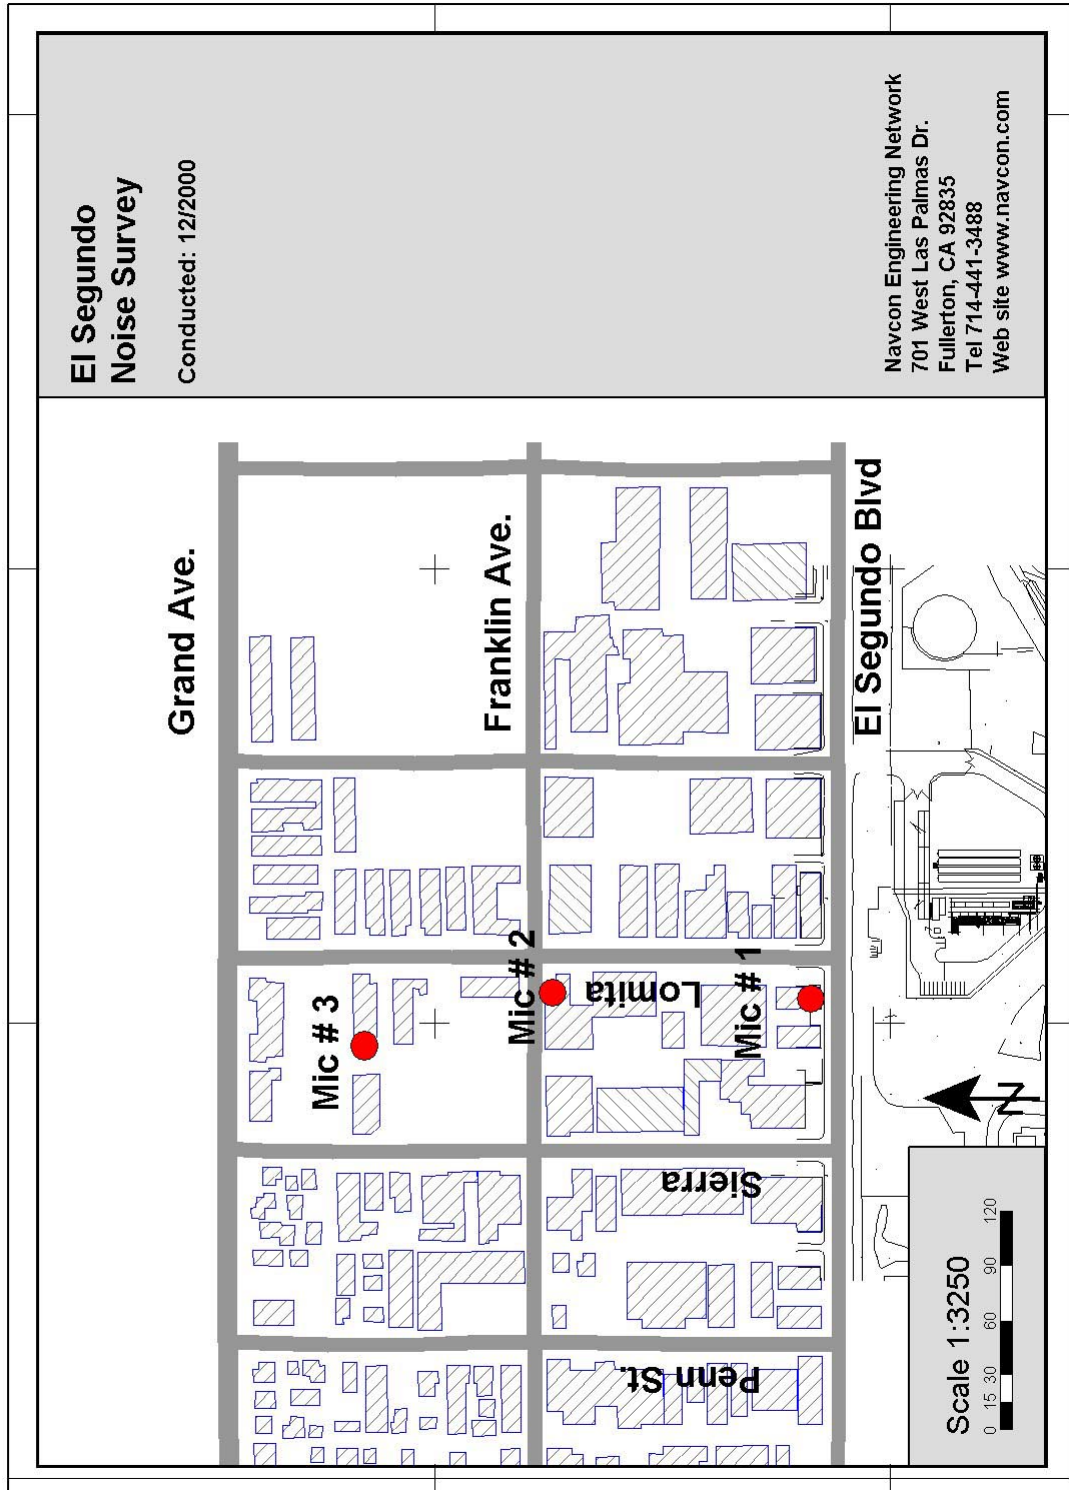 El Segundo
Noise Survey
Conducted: 12/2000
Navcon Engineering Network
701 West Las Palmas Dr.
Fullerton, CA 92835
Tel 714-441-3488
Web site www.navcon.com
Grand Ave.
Franklin Ave.
El Segundo Blvd
Mic # 3
Mic # 2
Mic # 1
Lomita
Sierra
Penn St.
N
Scale 1:3250
0 15 30 60 90 120